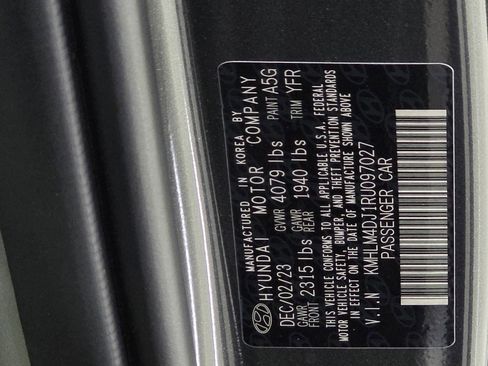 MANUFACTURED IN KOREA BY
HYUNDAI MOTOR COMPANY
DEC/02/23 GVWR 4079 lbs PAINT A5G
GAWR FRONT 2315 lbs GAWR REAR 1940 lbs TRIM YFR
THIS VEHICLE CONFORMS TO ALL APPLICABLE U.S.A. FEDERAL
MOTOR VEHICLE SAFETY, BUMPER, AND THEFT PREVENTION STANDARDS
IN EFFECT ON THE DATE OF MANUFACTURE SHOWN ABOVE
V.I.N KMHLM4DJ1RU097027
PASSENGER CAR